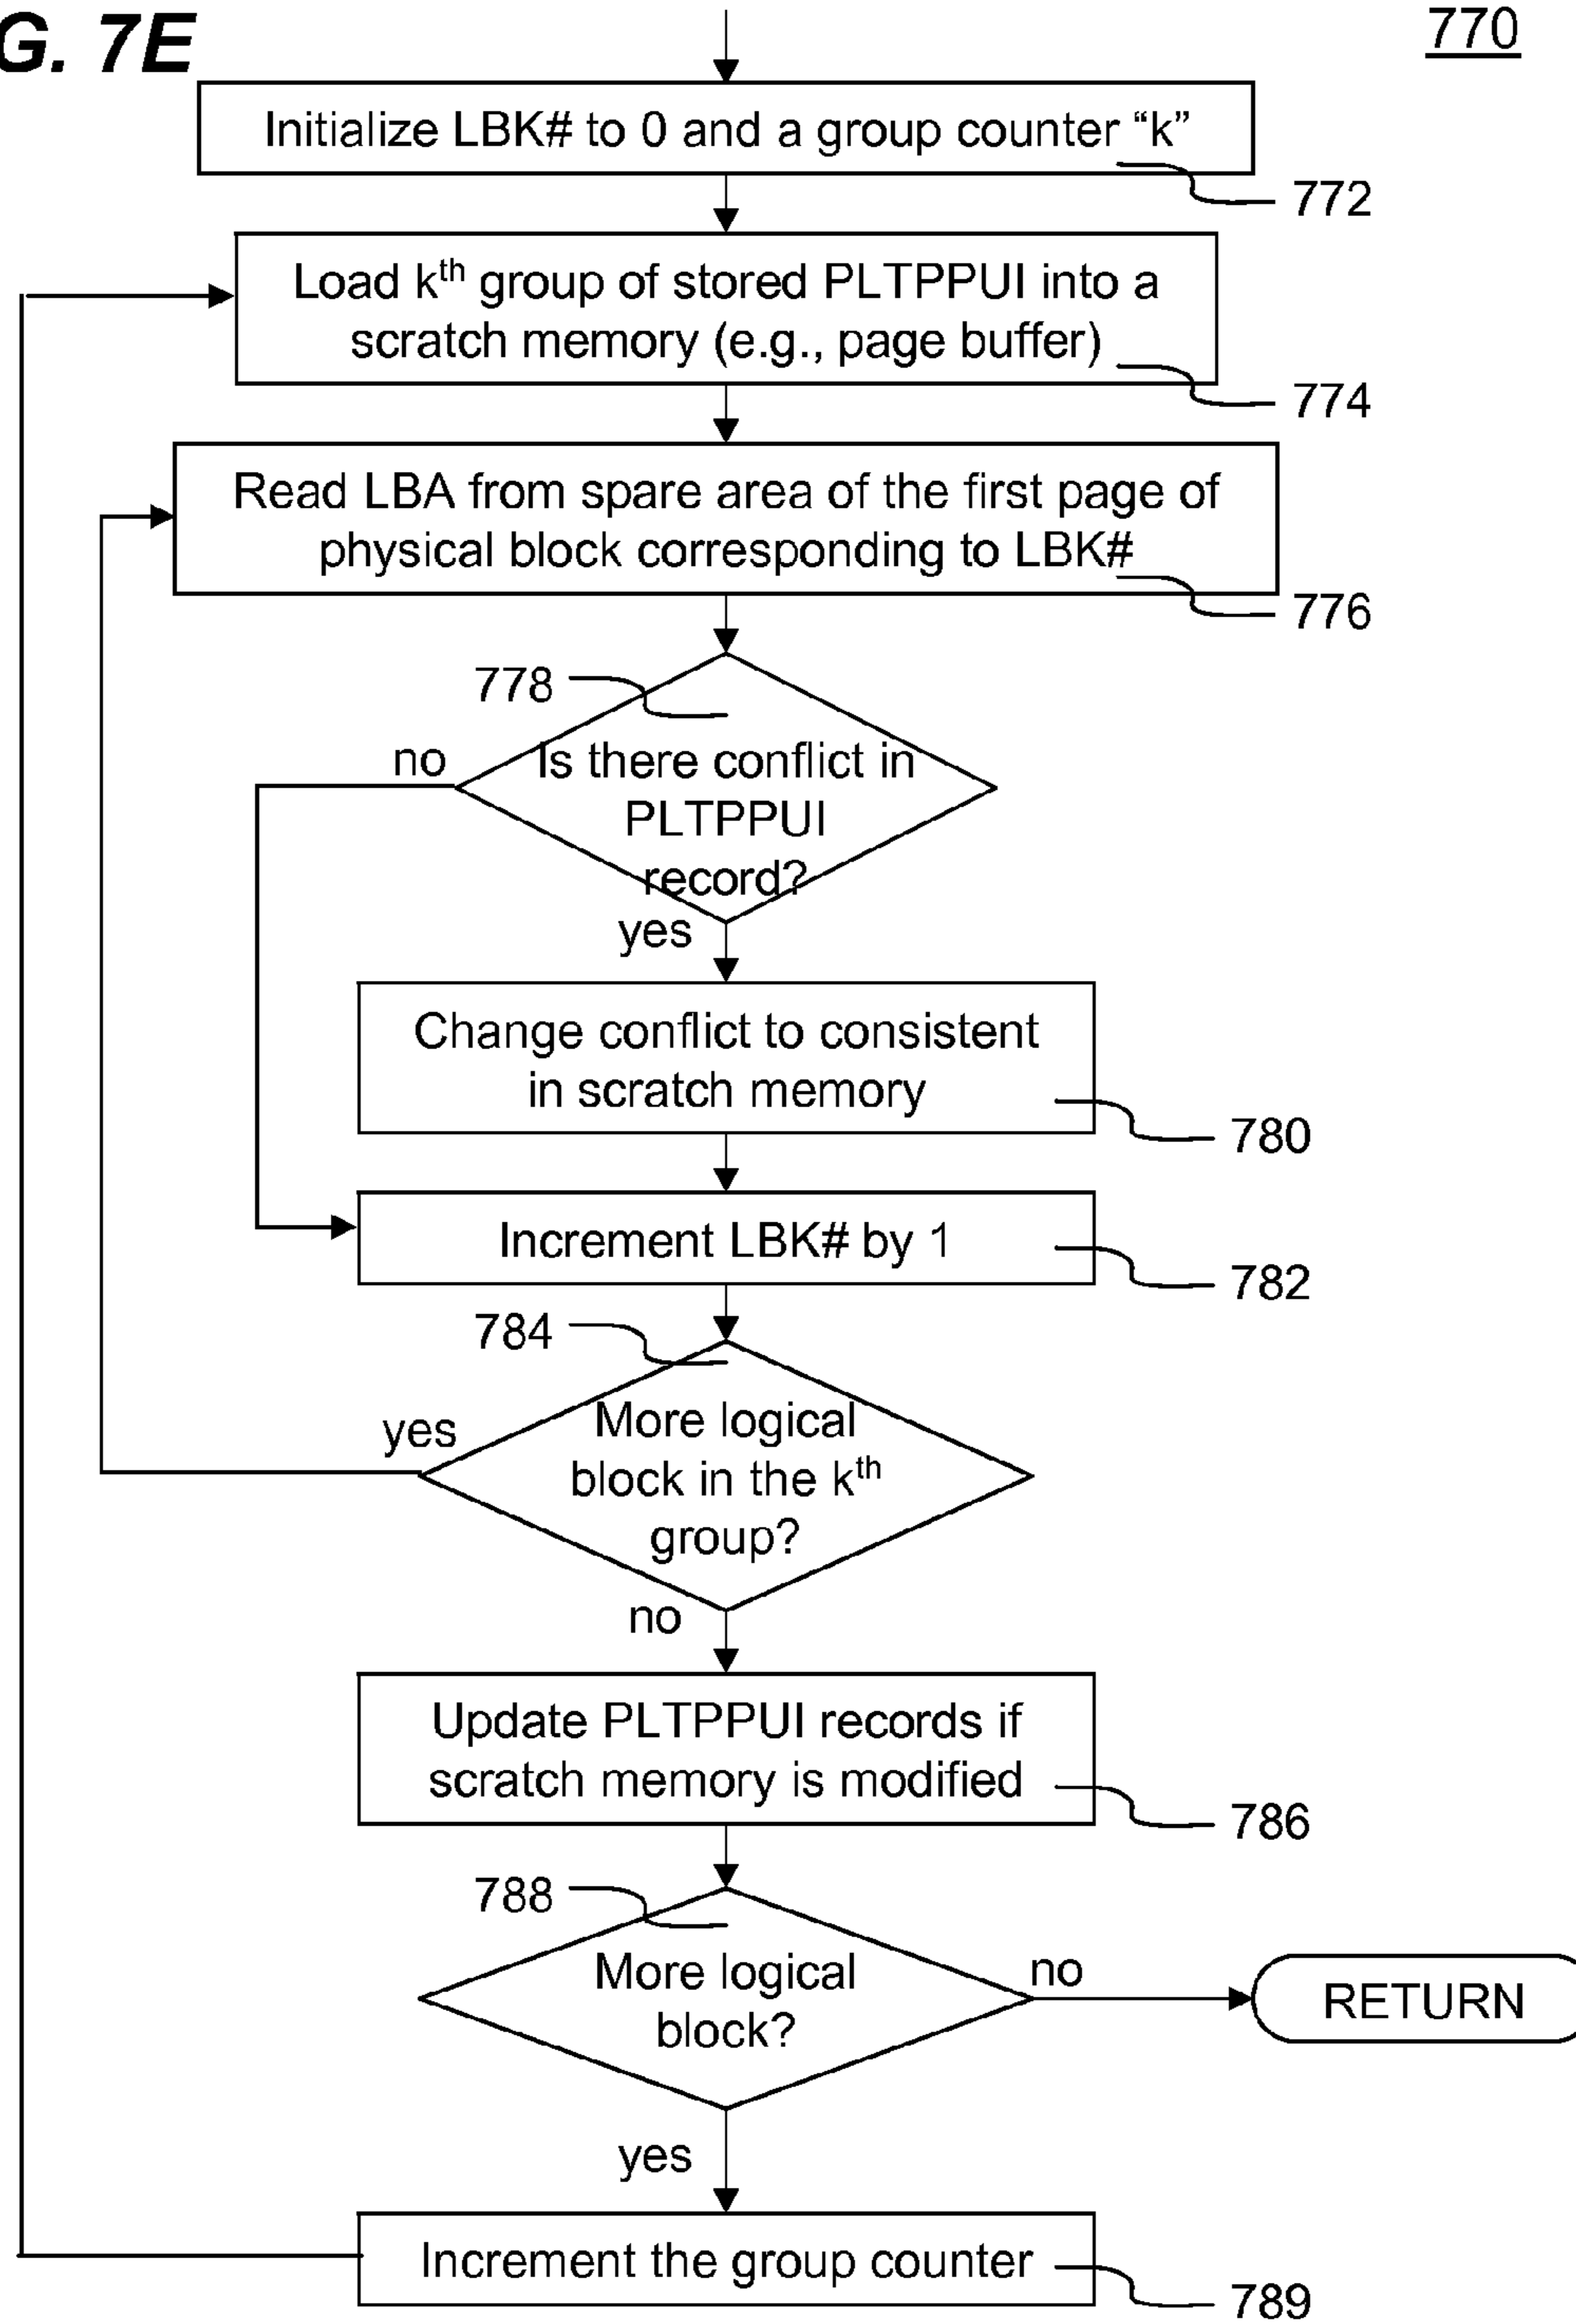 G. 7E
770
Initialize LBK# to 0 and a group counter “k”
772
Load kth group of stored PLTPPUI into a
scratch memory (e.g., page buffer)
774
Read LBA from spare area of the first page of
physical block corresponding to LBK#
776
778
no
Is there conflict in
PLTPPUI
record?
yes
Change conflict to consistent
in scratch memory
780
Increment LBK# by 1
782
784
yes
More logical
block in the kth
group?
no
Update PLTPPUI records if
scratch memory is modified
786
788
More logical
block?
no
RETURN
yes
Increment the group counter
789